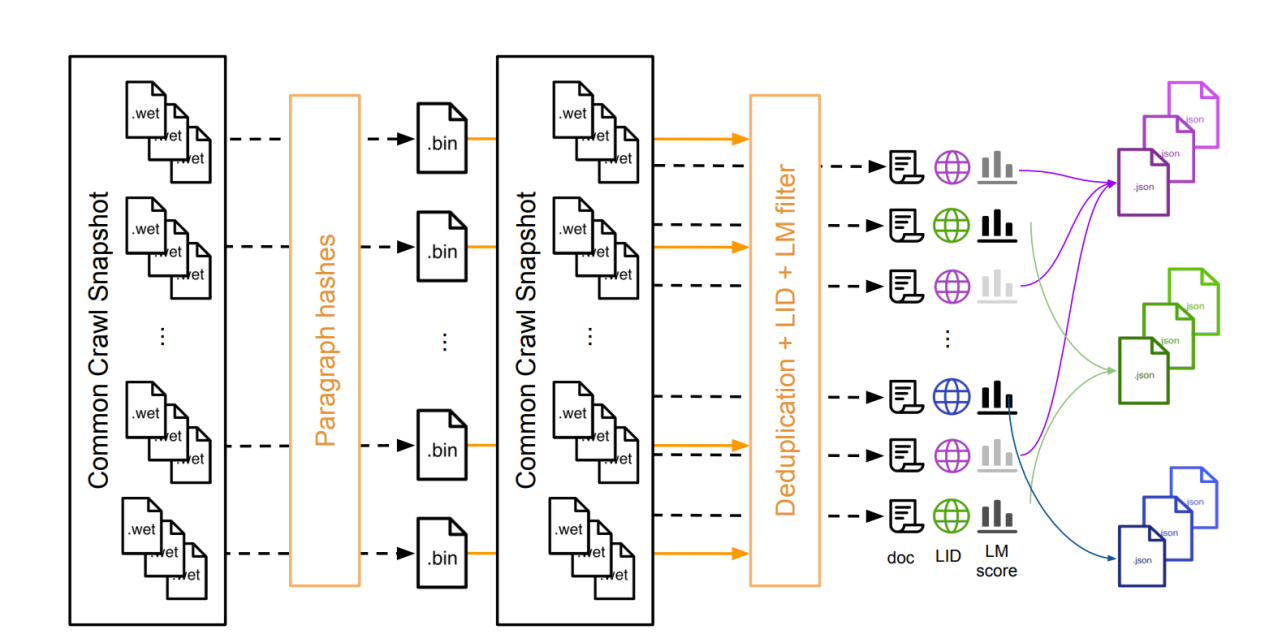 Common Crawl Snapshot
.wet
.wet
.wet
.wet
.wet
.wet
⋮
.wet
.wet
.wet
.wet
.wet
.wet
Paragraph hashes
.bin
.bin
⋮
.bin
.bin
Common Crawl Snapshot
.wet
.wet
.wet
.wet
.wet
.wet
⋮
.wet
.wet
.wet
.wet
.wet
.wet
Deduplication + LID + LM filter
⋮
doc
LID
LM
score
.json
.json
.json
.json
.json
.json
.json
.json
.json